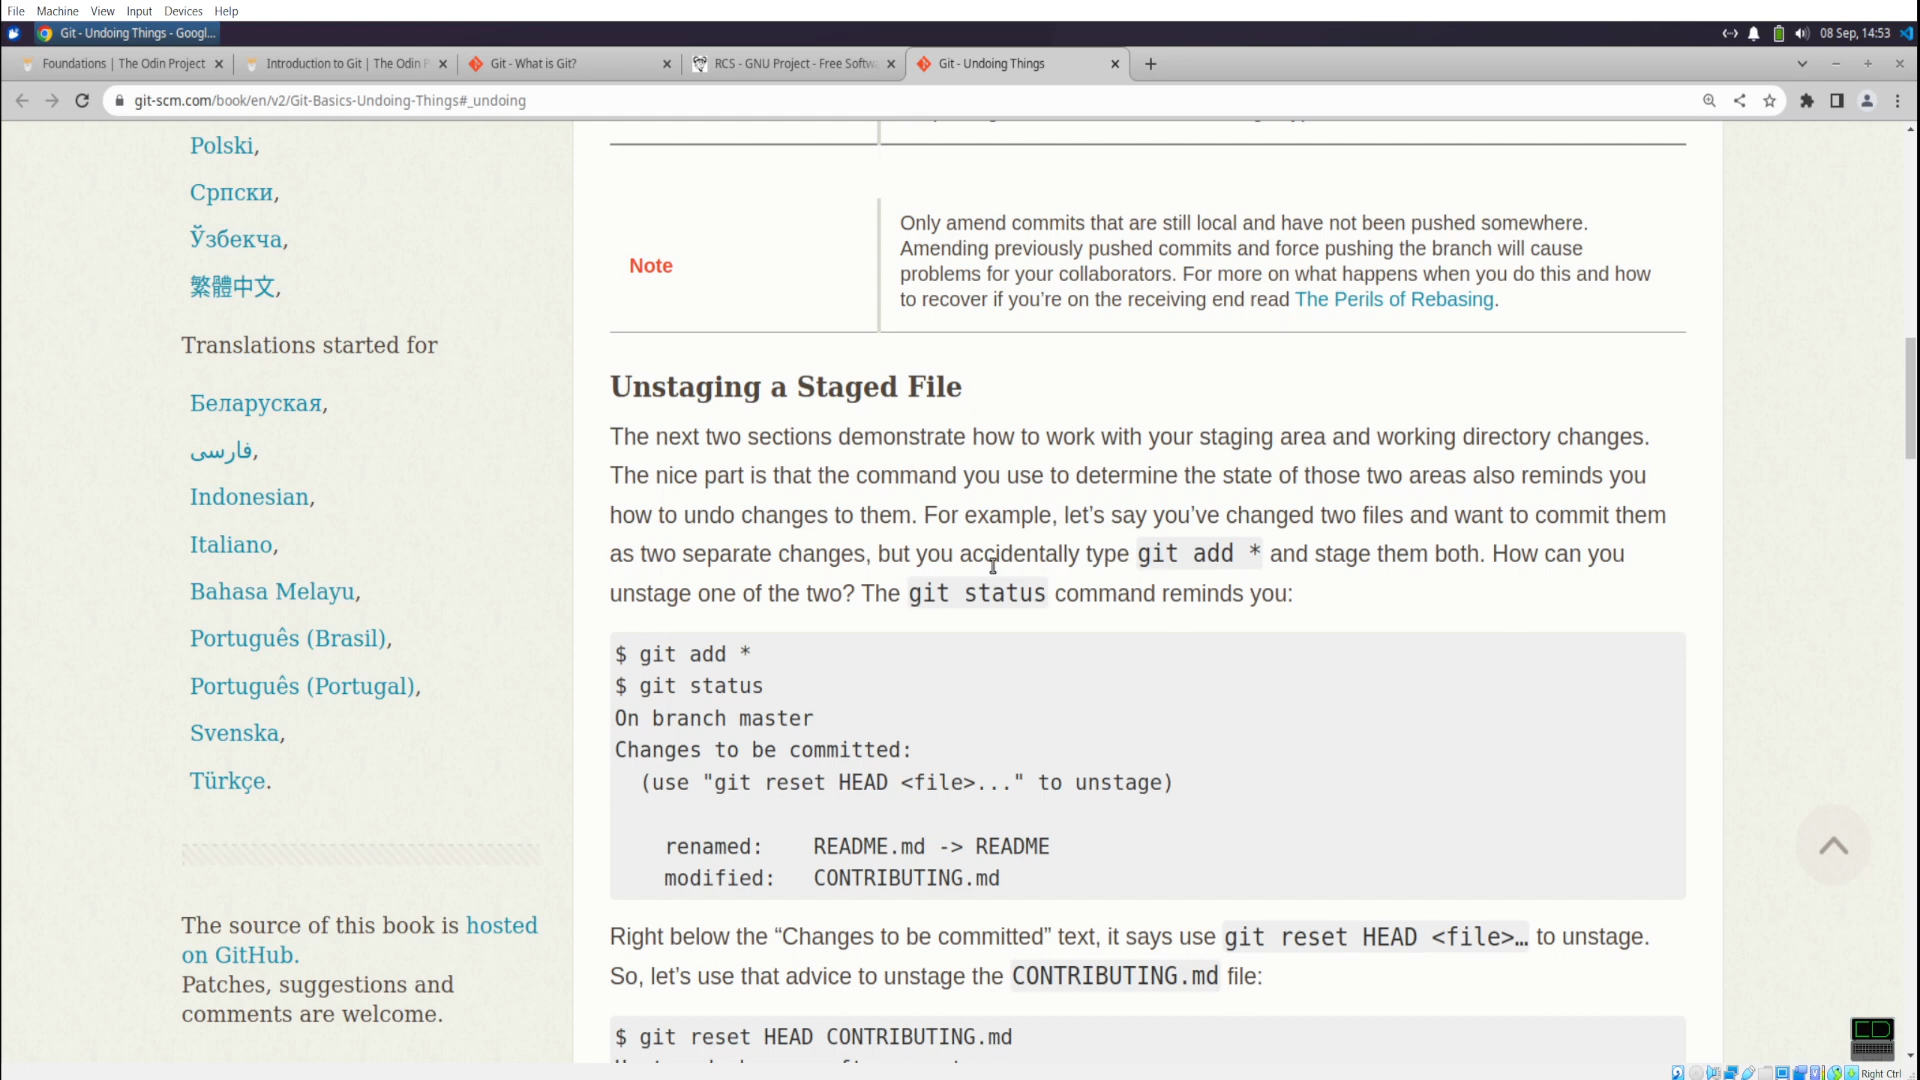 File Machine View Input Devices Help
Git - Undoing Things - Googl...
08 Sep, 14:53
Foundations | The Odin Project
Introduction to Git | The Odin P
Git - What is Git?
RCS - GNU Project - Free Softw
Git - Undoing Things
git-scm.com/book/en/v2/Git-Basics-Undoing-Things#_undoing
Polski,
Српски,
Ўзбекча,
繁體中文,
Translations started for
Беларуская,
فارسی,
Indonesian,
Italiano,
Bahasa Melayu,
Português (Brasil),
Português (Portugal),
Svenska,
Türkçe.
The source of this book is hosted
on GitHub.
Patches, suggestions and
comments are welcome.
Note
Only amend commits that are still local and have not been pushed somewhere.
Amending previously pushed commits and force pushing the branch will cause
problems for your collaborators. For more on what happens when you do this and how
to recover if you’re on the receiving end read The Perils of Rebasing.
Unstaging a Staged File
The next two sections demonstrate how to work with your staging area and working directory changes.
The nice part is that the command you use to determine the state of those two areas also reminds you
how to undo changes to them. For example, let’s say you’ve changed two files and want to commit them
as two separate changes, but you accidentally type git add * and stage them both. How can you
unstage one of the two? The git status command reminds you:
$ git add *
$ git status
On branch master
Changes to be committed:
(use "git reset HEAD <file>..." to unstage)
renamed: README.md -> README
modified: CONTRIBUTING.md
Right below the “Changes to be committed” text, it says use git reset HEAD <file>… to unstage.
So, let’s use that advice to unstage the CONTRIBUTING.md file:
$ git reset HEAD CONTRIBUTING.md
Right Ctrl